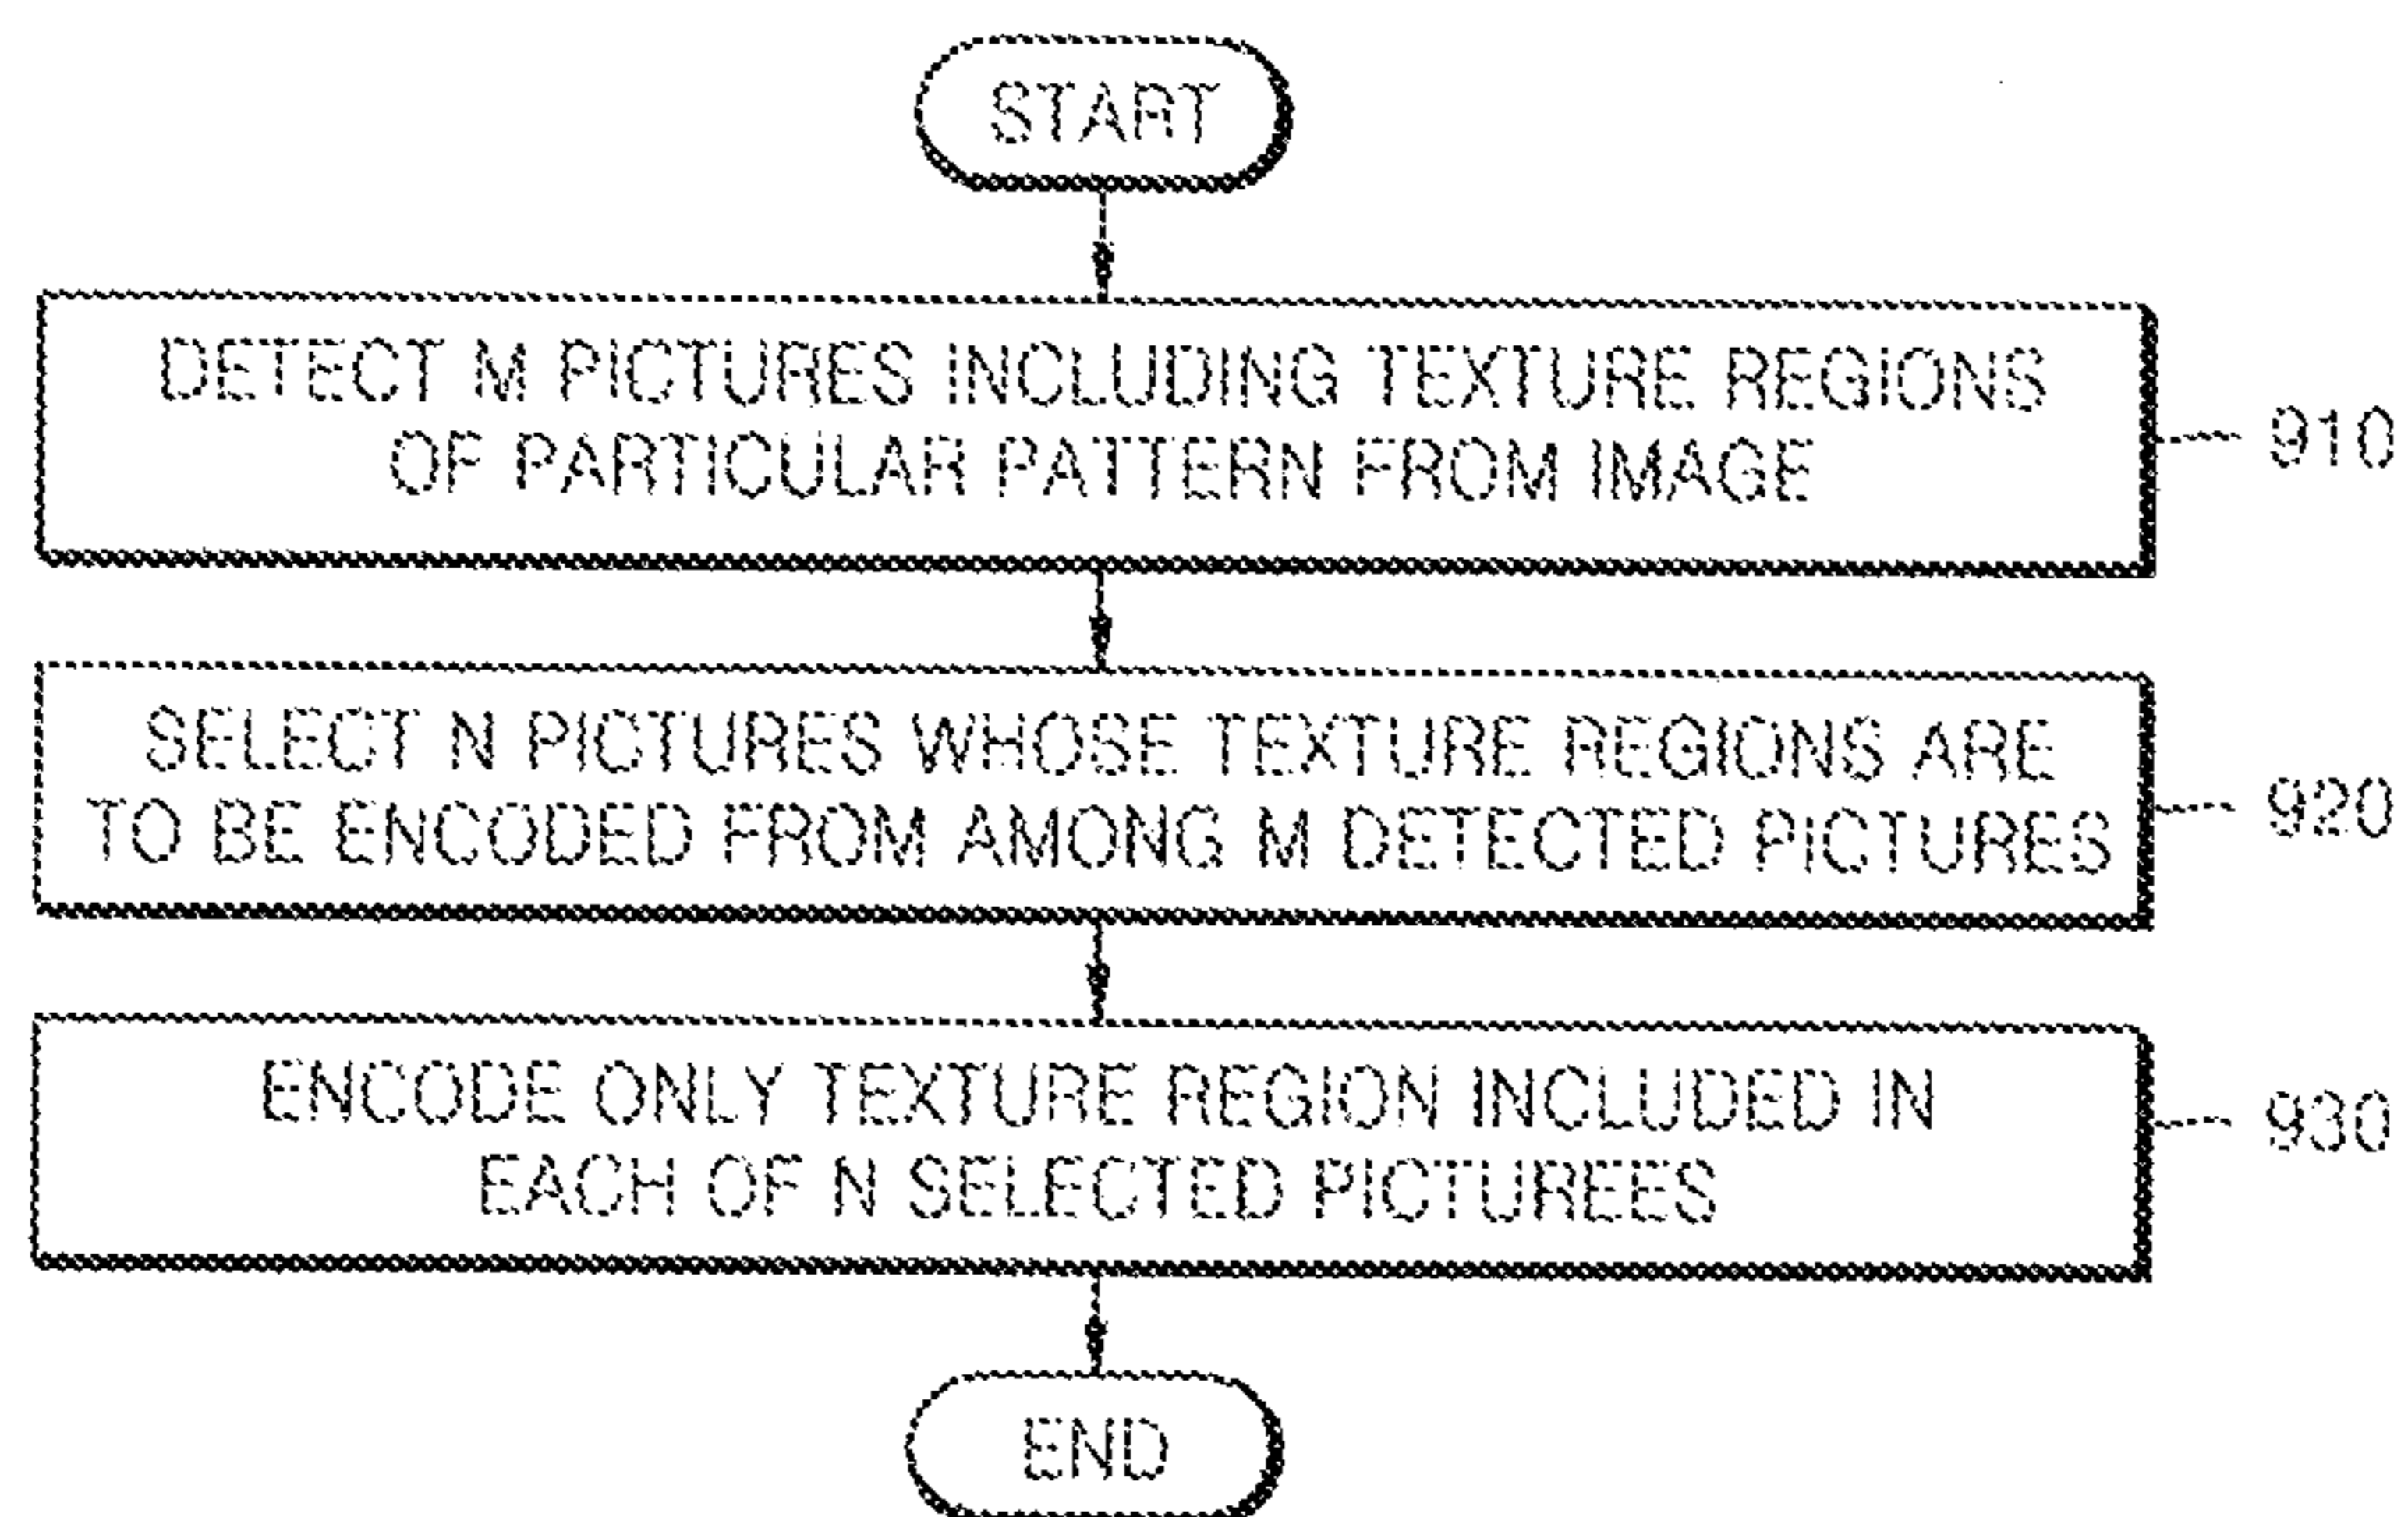 START
DETECT M PICTURES INCLUDING TEXTURE REGIONS
OF PARTICULAR PATTERN FROM IMAGE
910
SELECT N PICTURES WHOSE TEXTURE REGIONS ARE
TO BE ENCODED FROM AMONG M DETECTED PICTURES
920
ENCODE ONLY TEXTURE REGION INCLUDED IN
EACH OF N SELECTED PICTUREES
930
END